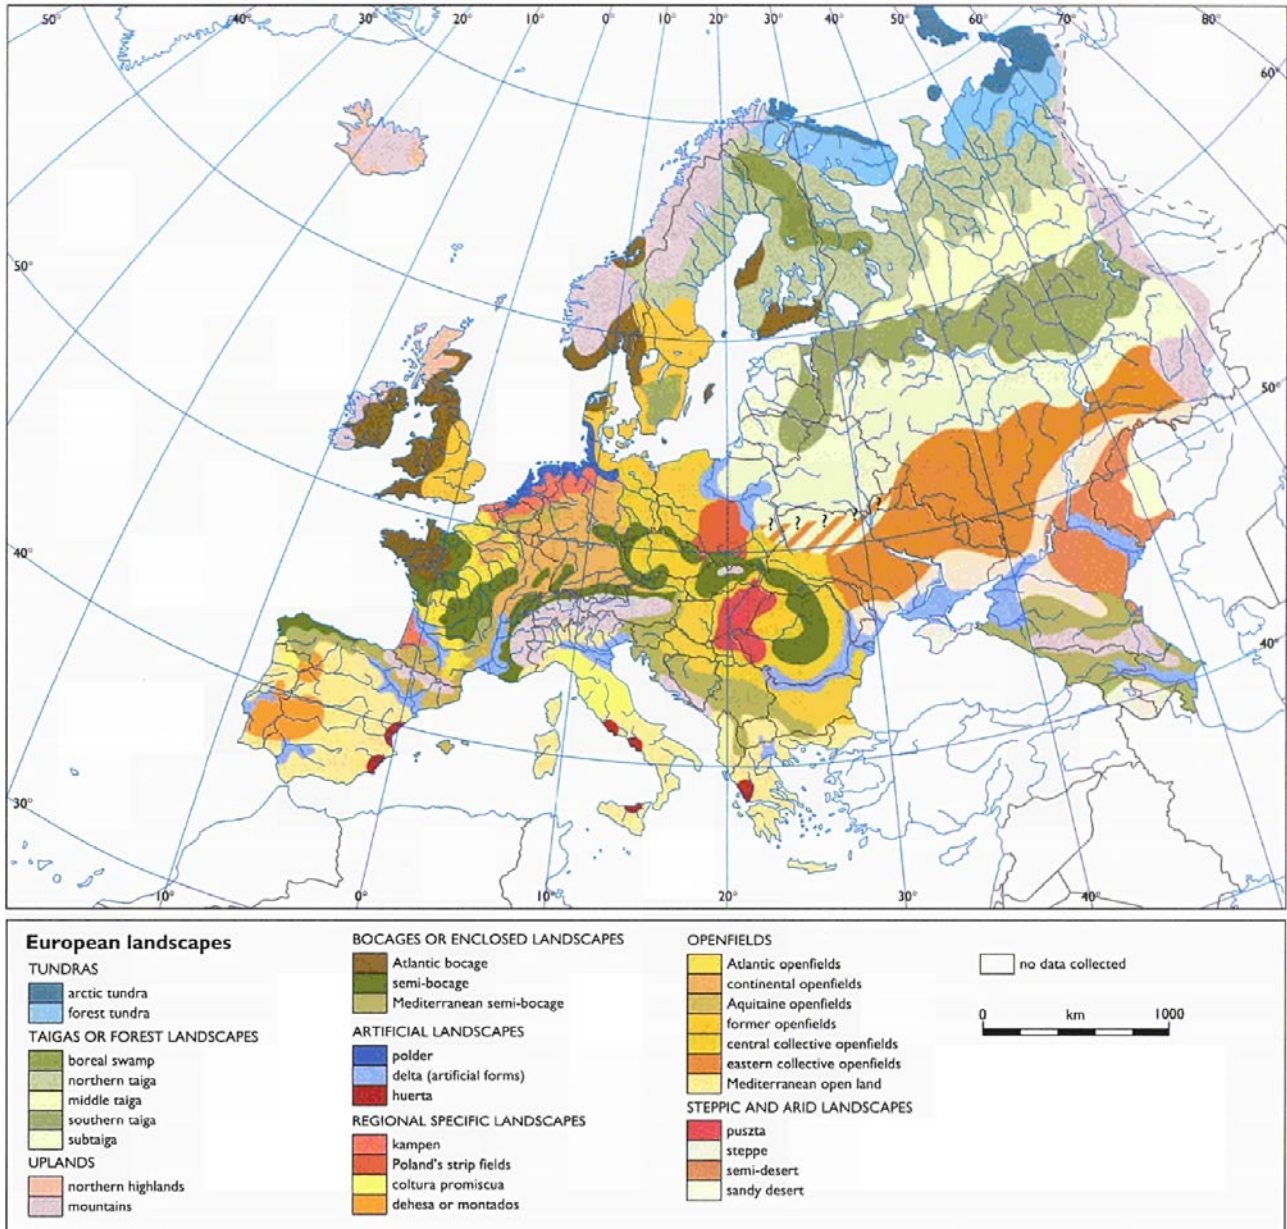 50° 40° 30° 20° 10° 0° 10° 20° 30° 40° 50° 60° 70° 80°
60°
50°
50°
40°
40°
30°
? ? ? ? ?
10° 0° 10° 20° 30° 40°
European landscapes
TUNDRAS
arctic tundra
forest tundra
TAIGAS OR FOREST LANDSCAPES
boreal swamp
northern taiga
middle taiga
southern taiga
subtaiga
UPLANDS
northern highlands
mountains
BOCAGES OR ENCLOSED LANDSCAPES
Atlantic bocage
semi-bocage
Mediterranean semi-bocage
ARTIFICIAL LANDSCAPES
polder
delta (artificial forms)
huerta
REGIONAL SPECIFIC LANDSCAPES
kampen
Poland's strip fields
coltura promiscua
dehesa or montados
OPENFIELDS
Atlantic openfields
continental openfields
Aquitaine openfields
former openfields
central collective openfields
eastern collective openfields
Mediterranean open land
STEPPIC AND ARID LANDSCAPES
puszta
steppe
semi-desert
sandy desert
no data collected
0 km 1000